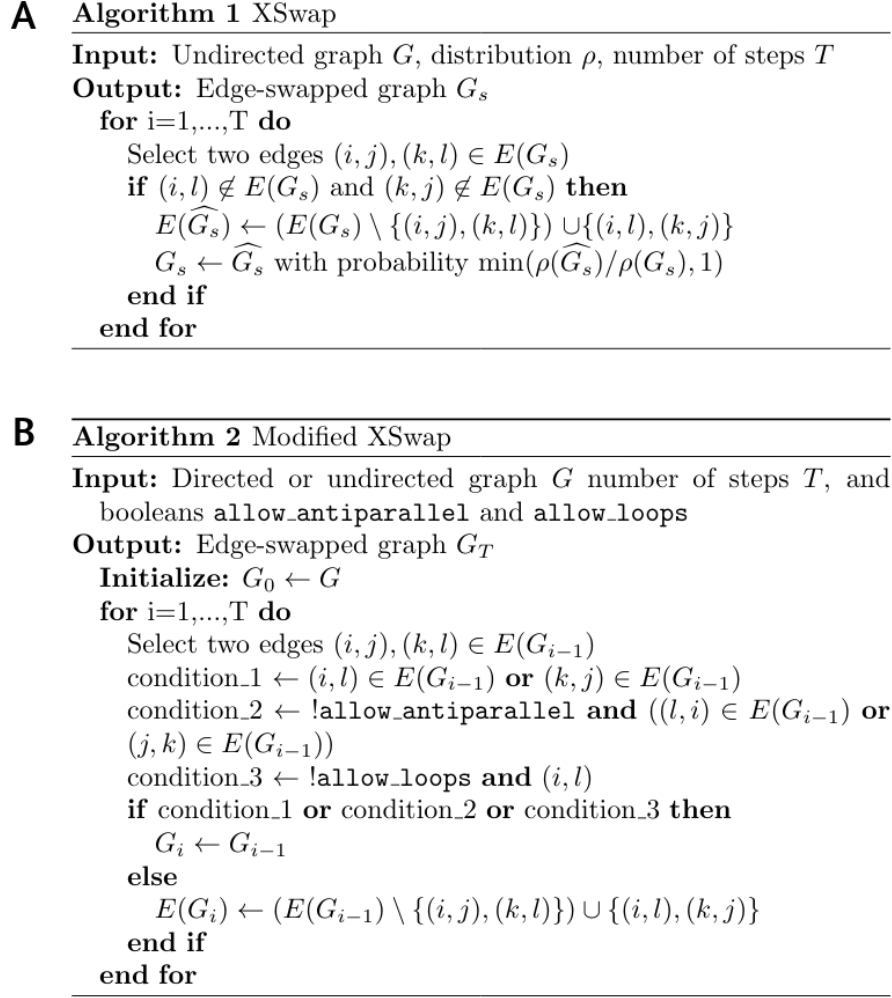 A
Algorithm 1 XSwap
Input: Undirected graph G, distribution ρ, number of steps T
Output: Edge-swapped graph G_s
for i=1,...,T do
Select two edges (i, j), (k, l) ∈ E(G_s)
if (i, l) ∉ E(G_s) and (k, j) ∉ E(G_s) then
E(Ĝ_s) ← (E(G_s) \ {(i, j), (k, l)}) ∪{(i, l), (k, j)}
G_s ← Ĝ_s with probability min(ρ(Ĝ_s)/ρ(G_s), 1)
end if
end for
B
Algorithm 2 Modified XSwap
Input: Directed or undirected graph G number of steps T, and
booleans allow_antiparallel and allow_loops
Output: Edge-swapped graph G_T
Initialize: G_0 ← G
for i=1,...,T do
Select two edges (i, j), (k, l) ∈ E(G_{i−1})
condition_1 ← (i, l) ∈ E(G_{i−1}) or (k, j) ∈ E(G_{i−1})
condition_2 ← !allow_antiparallel and ((l, i) ∈ E(G_{i−1}) or
(j, k) ∈ E(G_{i−1}))
condition_3 ← !allow_loops and (i, l)
if condition_1 or condition_2 or condition_3 then
G_i ← G_{i−1}
else
E(G_i) ← (E(G_{i−1}) \ {(i, j), (k, l)}) ∪ {(i, l), (k, j)}
end if
end for